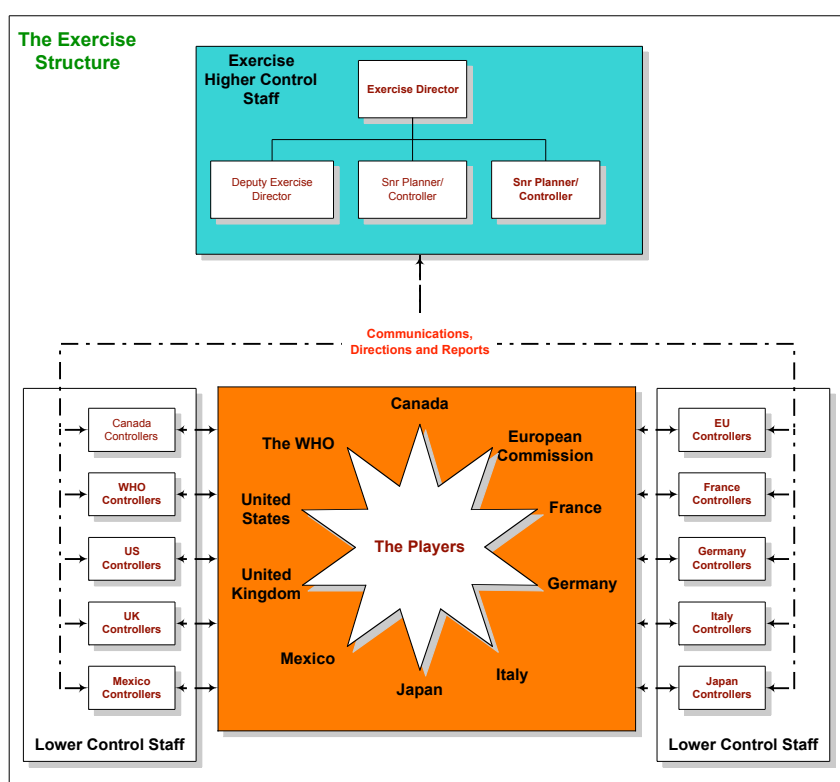 The Exercise
Structure
Exercise
Higher Control
Staff
Exercise Director
Deputy Exercise
Director
Snr Planner/
Controller
Snr Planner/
Controller
Communications,
Directions and Reports
Canada
Controllers
WHO
Controllers
US
Controllers
UK
Controllers
Mexico
Controllers
Lower Control Staff
Canada
The WHO
European
Commission
United
States
France
The Players
United
Kingdom
Germany
Mexico
Italy
Japan
EU
Controllers
France
Controllers
Germany
Controllers
Italy
Controllers
Japan
Controllers
Lower Control Staff